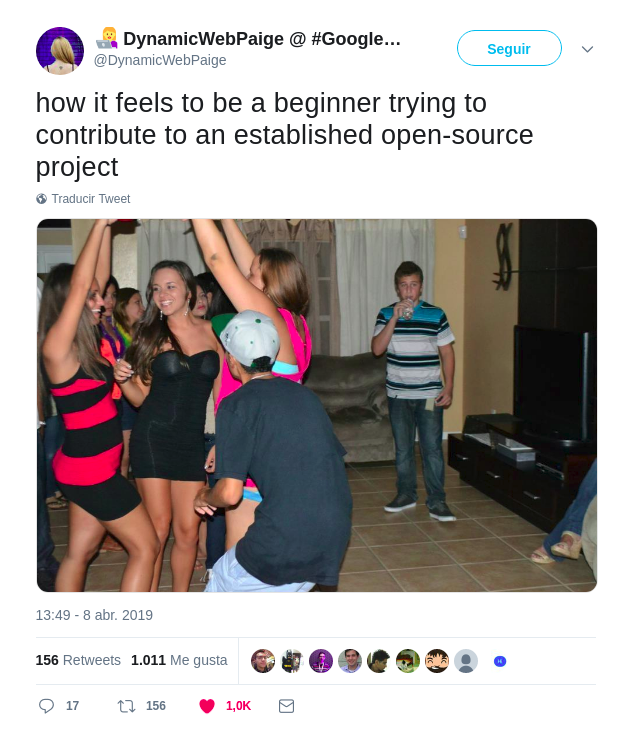 DynamicWebPaige @ #Google…
Seguir
@DynamicWebPaige
how it feels to be a beginner trying to
contribute to an established open-source
project
Traducir Tweet
13:49 - 8 abr. 2019
156 Retweets 1.011 Me gusta
17 156 1,0K